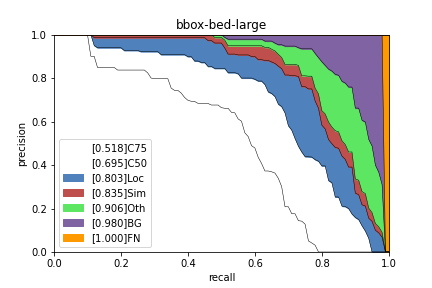 bbox-bed-large
precision
1.0
0.8
0.6
0.4
0.2
0.0
[0.518]C75
[0.695]C50
[0.803]Loc
[0.835]Sim
[0.906]Oth
[0.980]BG
[1.000]FN
0.0 0.2 0.4 0.6 0.8 1.0
recall